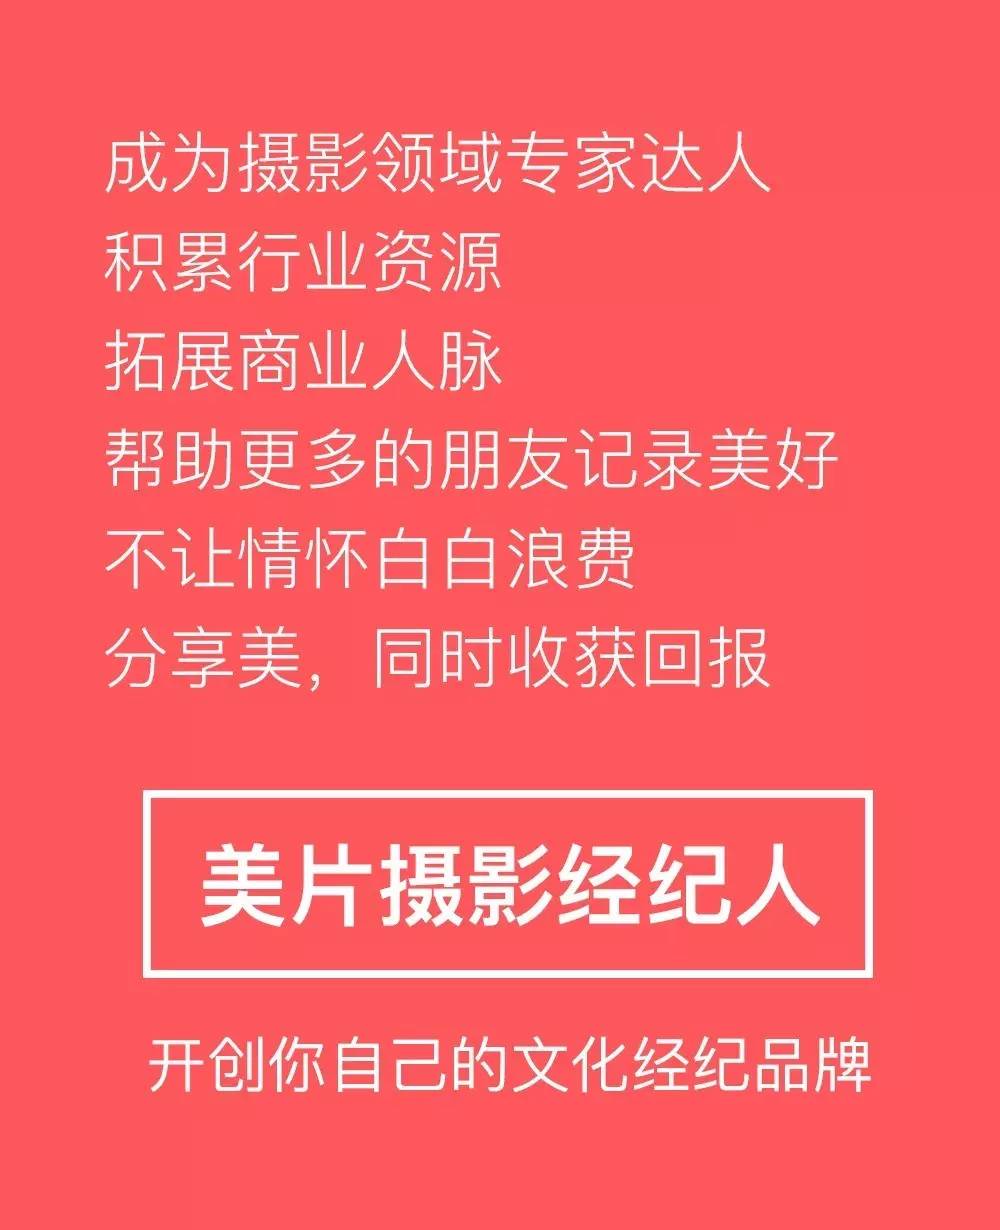 成为摄影领域专家达人
积累行业资源
拓展商业人脉
帮助更多的朋友记录美好
不让情怀白白浪费
分享美，同时收获回报
美片摄影经纪人
开创你自己的文化经纪品牌